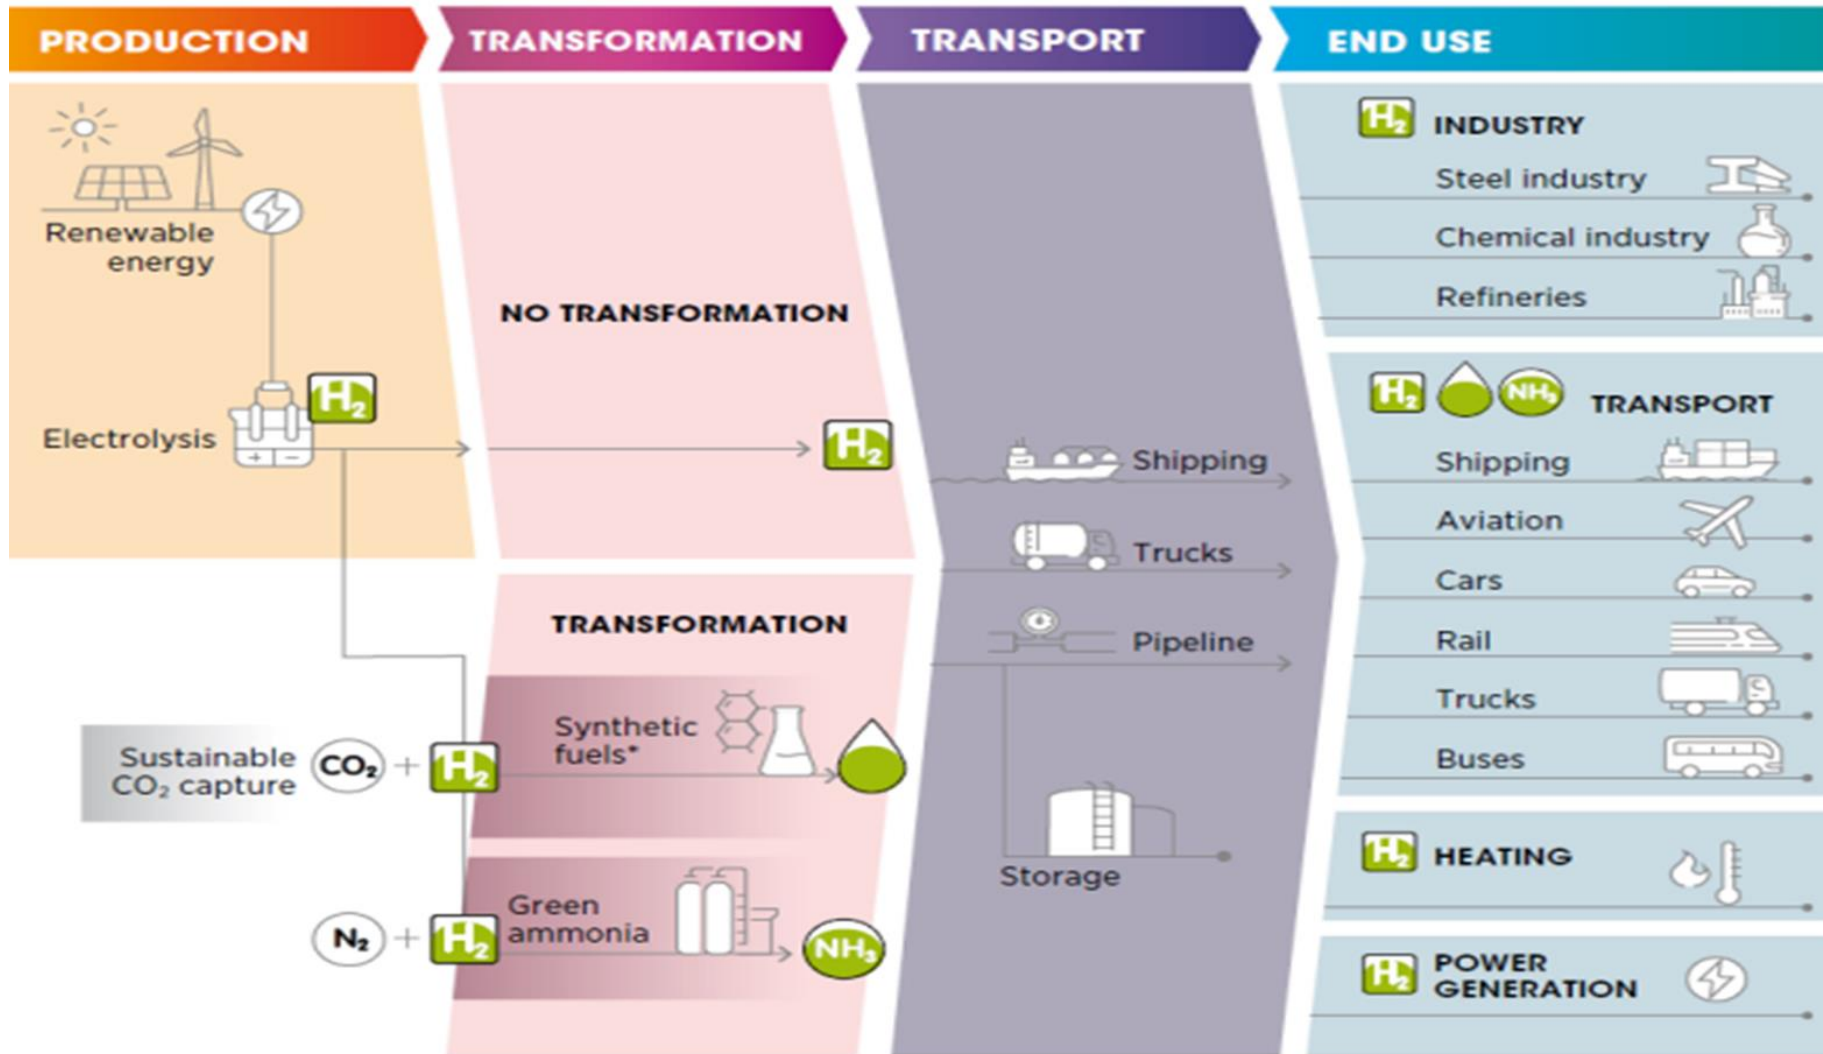 PRODUCTION
TRANSFORMATION
TRANSPORT
END USE
Renewable
energy
Electrolysis
H₂
NO TRANSFORMATION
H₂
TRANSFORMATION
Sustainable
CO₂ capture
CO₂ + H₂
Synthetic
fuels*
N₂ + H₂
Green
ammonia
NH₃
Shipping
Trucks
Pipeline
Storage
H₂ INDUSTRY
Steel industry
Chemical industry
Refineries
H₂ NH₃ TRANSPORT
Shipping
Aviation
Cars
Rail
Trucks
Buses
H₂ HEATING
H₂ POWER
GENERATION